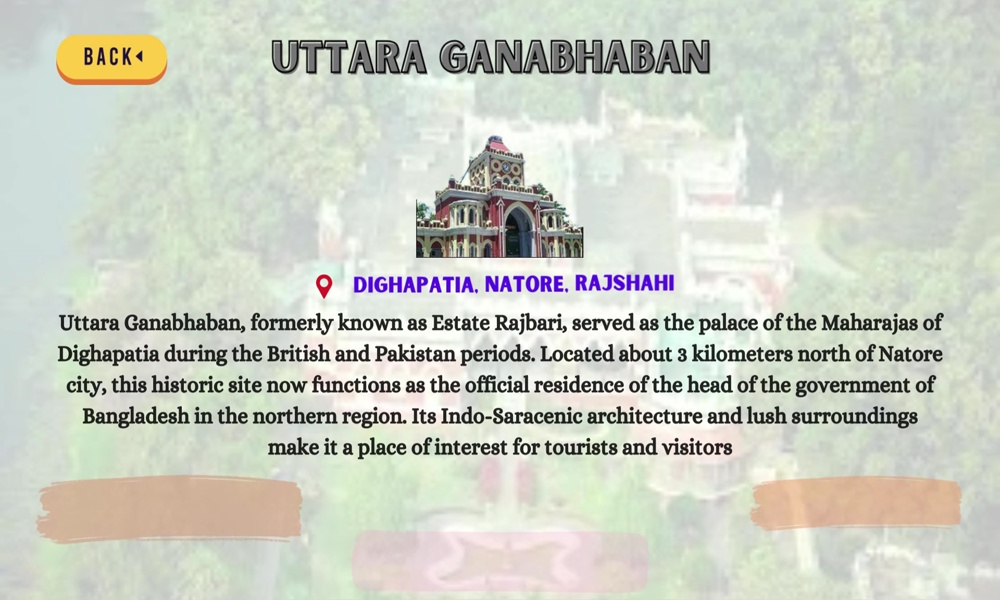 BACK
UTTARA GANABHABAN
DIGHAPATIA, NATORE, RAJSHAHI
Uttara Ganabhaban, formerly known as Estate Rajbari, served as the palace of the Maharajas of
Dighapatia during the British and Pakistan periods. Located about 3 kilometers north of Natore
city, this historic site now functions as the official residence of the head of the government of
Bangladesh in the northern region. Its Indo-Saracenic architecture and lush surroundings
make it a place of interest for tourists and visitors